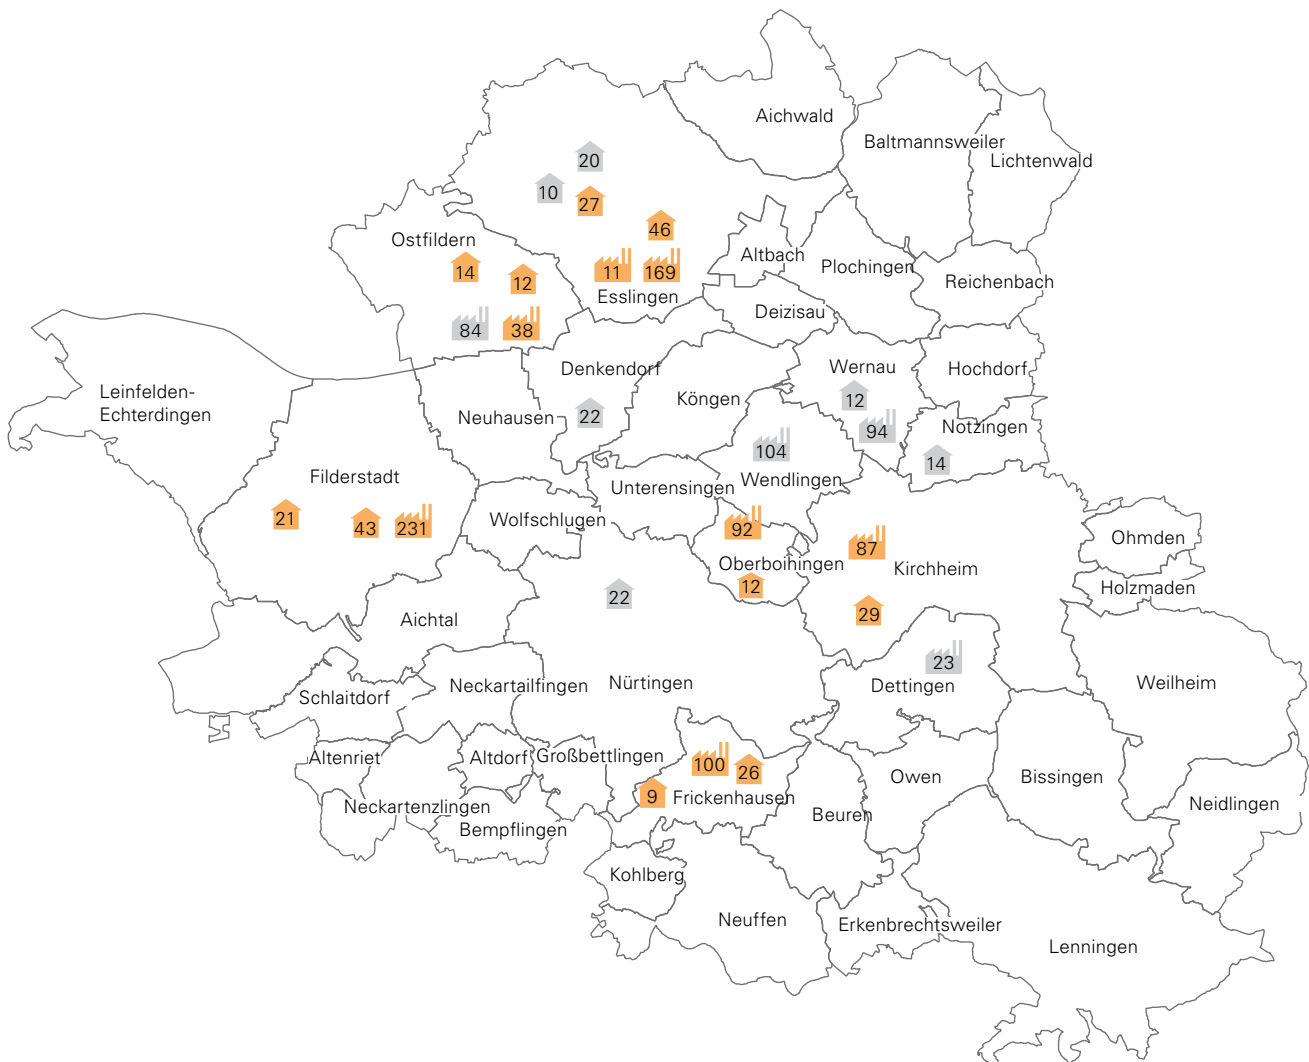 Aichwald
Baltmannsweiler
Lichtenwald
20
10
27
46
Ostfildern
14
12
11
169
Altbach
Plochingen
Reichenbach
Esslingen
Deizisau
84
38
Denkendorf
Wernau
Hochdorf
Leinfelden-
Echterdingen
Neuhausen
22
Köngen
12
94
Notzingen
14
104
Wendlingen
Filderstadt
Unterensingen
21
43
231
Wolfschlugen
92
87
Ohmden
Oberboihingen
Kirchheim
12
Holzmaden
22
29
Aichtal
23
Dettingen
Schlaitdorf
Neckartailfingen
Nürtingen
Weilheim
Altenriet
Altdorf
Großbettlingen
100
26
Owen
Bissingen
9
Frickenhausen
Neckartenzlingen
Beuren
Neidlingen
Bempflingen
Kohlberg
Neuffen
Erkenbrechtsweiler
Lenningen